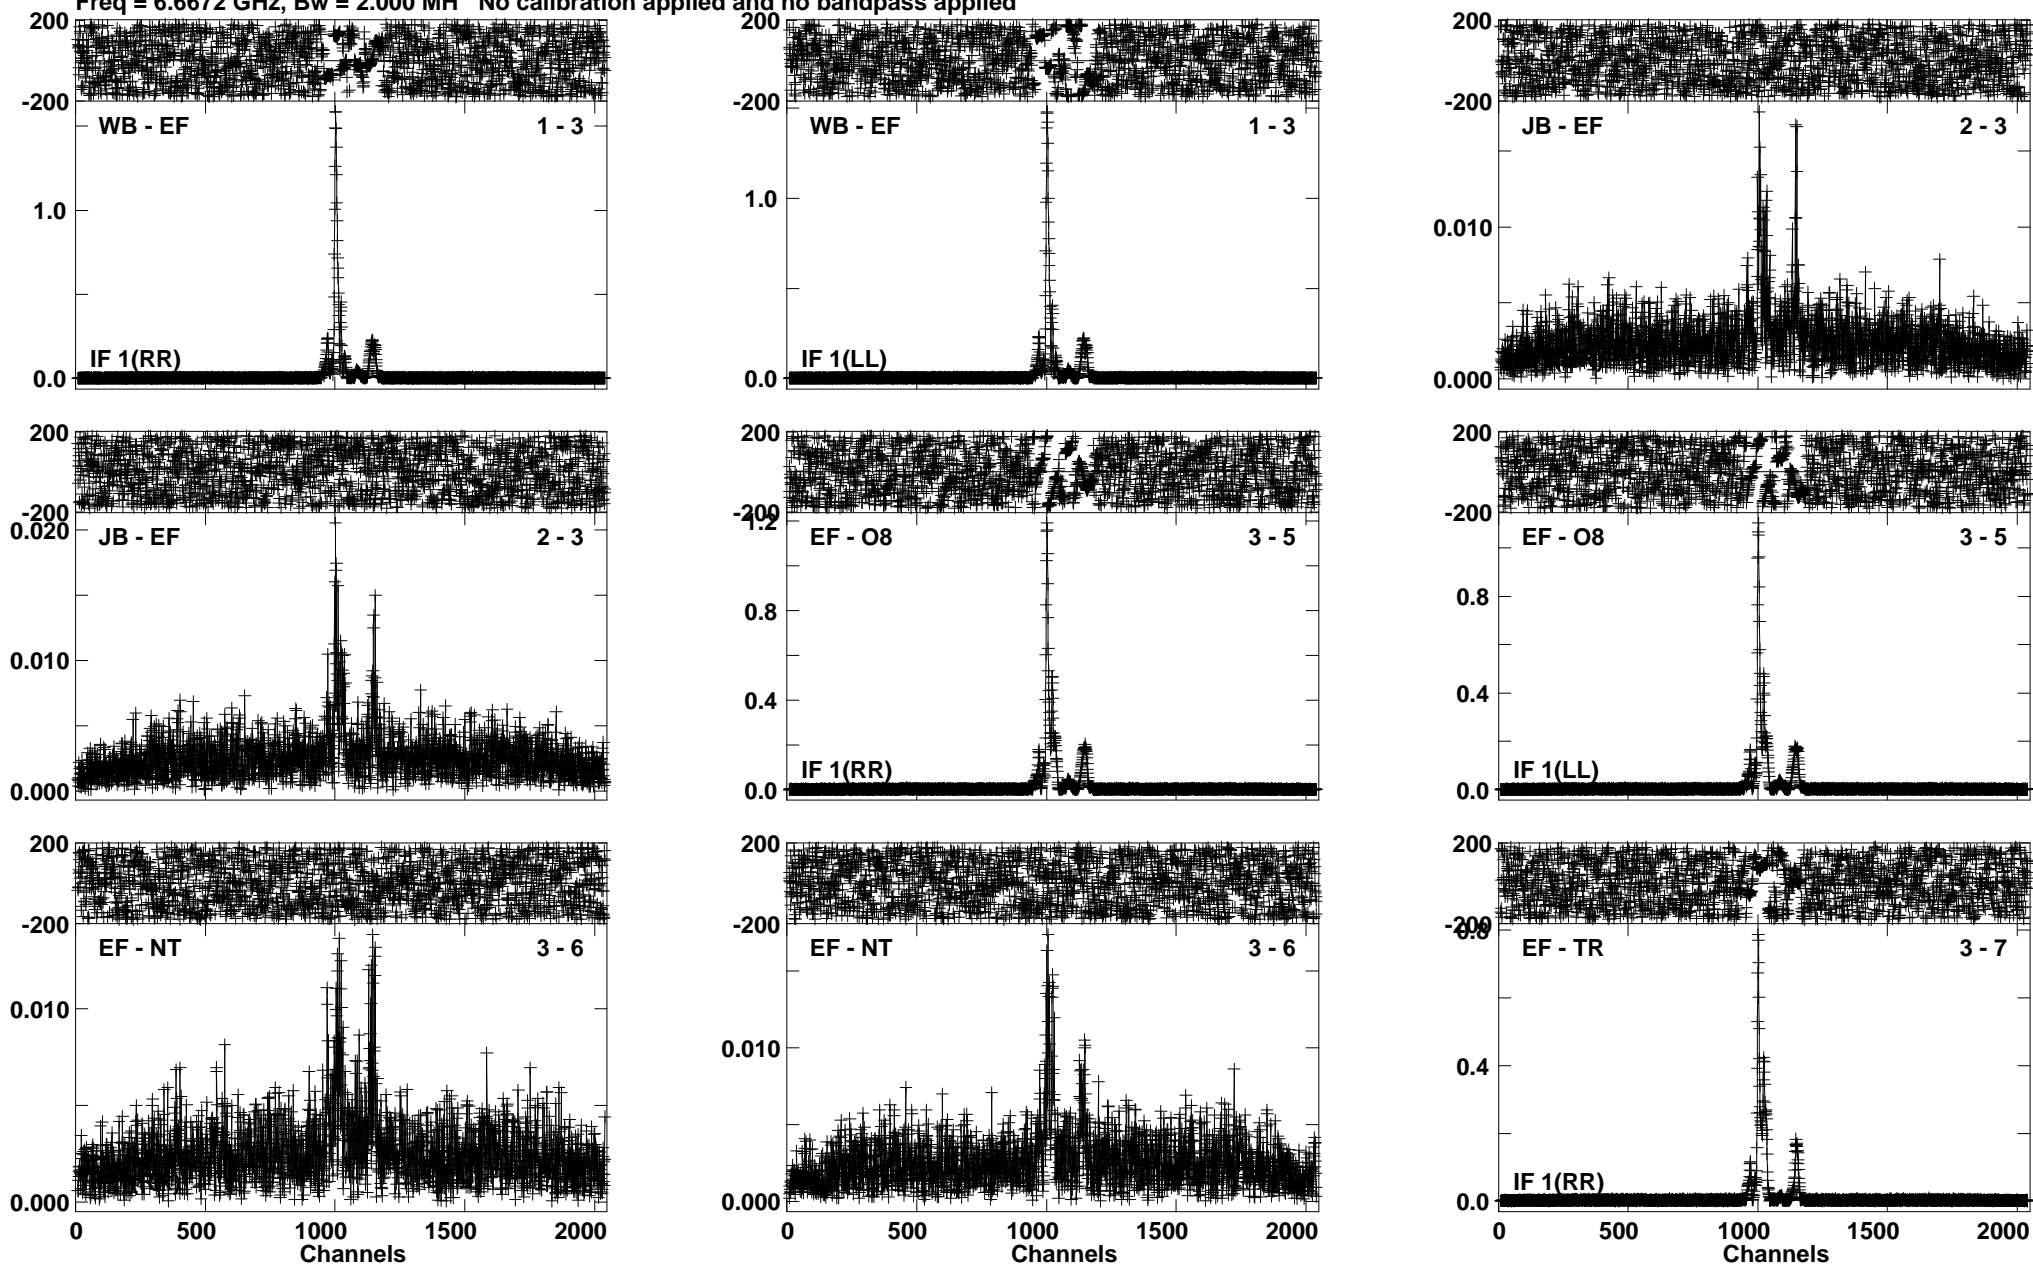 Freq = 6.6672 GHz, Bw = 2.000 MH No calibration applied and no bandpass applied
200
-200
WB - EF 1 - 3
1.0
IF 1(RR)
0.0
200
-200
WB - EF 1 - 3
1.0
IF 1(LL)
0.0
200
-200
JB - EF 2 - 3
0.010
0.000
200
-200
0.020
JB - EF 2 - 3
0.010
0.000
200
-200
1.2
EF - O8 3 - 5
0.8
0.4
IF 1(RR)
0.0
200
-200
EF - O8 3 - 5
0.8
0.4
IF 1(LL)
0.0
200
-200
EF - NT 3 - 6
0.010
0.000
0 500 1000 1500 2000
Channels
200
-200
EF - NT 3 - 6
0.010
0.000
0 500 1000 1500 2000
Channels
200
-200
0.8
EF - TR 3 - 7
0.4
IF 1(RR)
0.0
0 500 1000 1500 2000
Channels